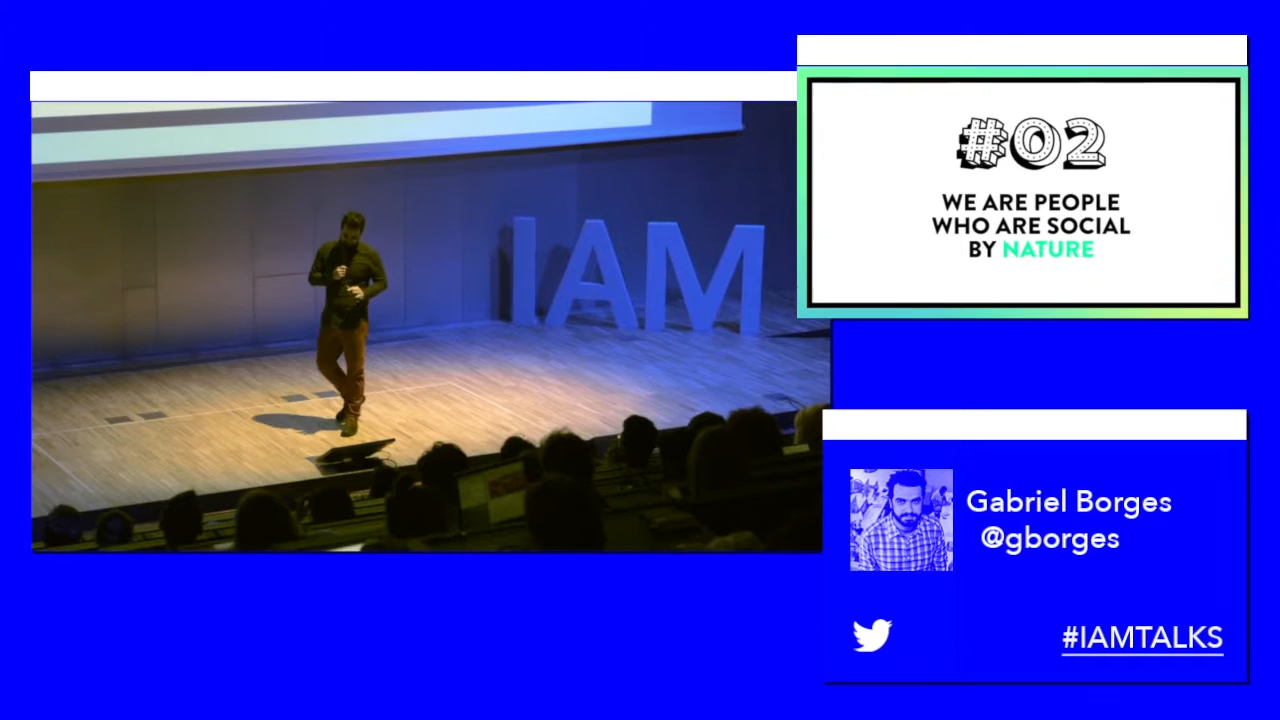 IAM
#02
WE ARE PEOPLE
WHO ARE SOCIAL
BY NATURE
Gabriel Borges
@gborges
#IAMTALKS